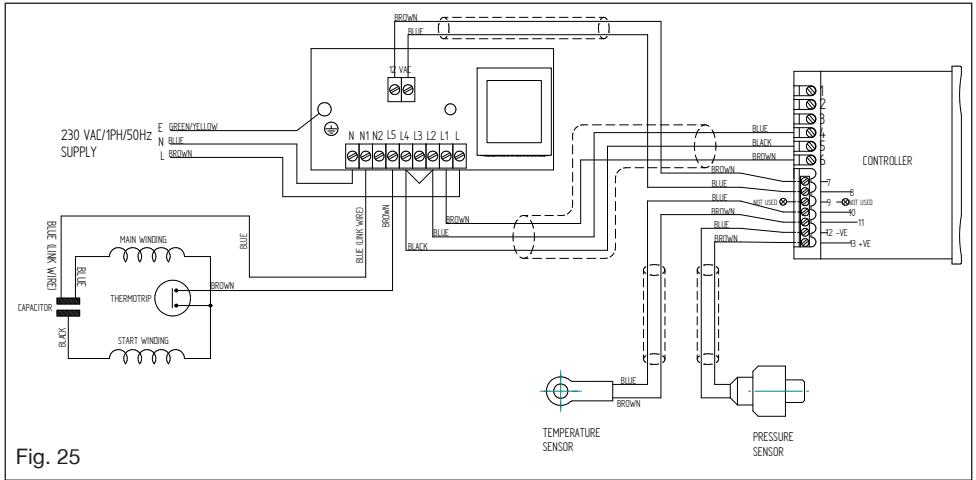 BROWN
BLUE
12 VAC
1
2
3
4
5
6
CONTROLLER
230 VAC/1PH/50Hz
SUPPLY
E GREEN/YELLOW
N BLUE
L BROWN
N N1 N2 L5 L4 L3 L2 L1 L
BLUE
BLACK
BROWN
BROWN
BLUE
BLUE
BROWN
BLUE
BROWN
7
8
NOT USED 9 NOT USED
10
11
12 -VE
13 +VE
BLUE (LINK WIRE)
BROWN
BROWN
BLUE
BLACK
BLUE (LINK WIRE)
BLUE
BLUE
MAIN WINDING
CAPACITOR
THERMOTRIP
BROWN
BLACK
START WINDING
BLUE
BROWN
TEMPERATURE
SENSOR
PRESSURE
SENSOR
Fig. 25